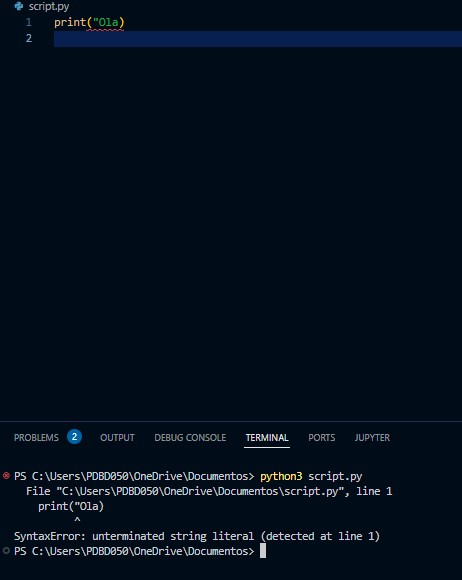 script.py
1 print("Ola)
2
PROBLEMS 2 OUTPUT DEBUG CONSOLE TERMINAL PORTS JUPYTER
PS C:\Users\PDBD050\OneDrive\Documentos> python3 script.py
File "C:\Users\PDBD050\OneDrive\Documentos\script.py", line 1
print("Ola)
^
SyntaxError: unterminated string literal (detected at line 1)
PS C:\Users\PDBD050\OneDrive\Documentos>